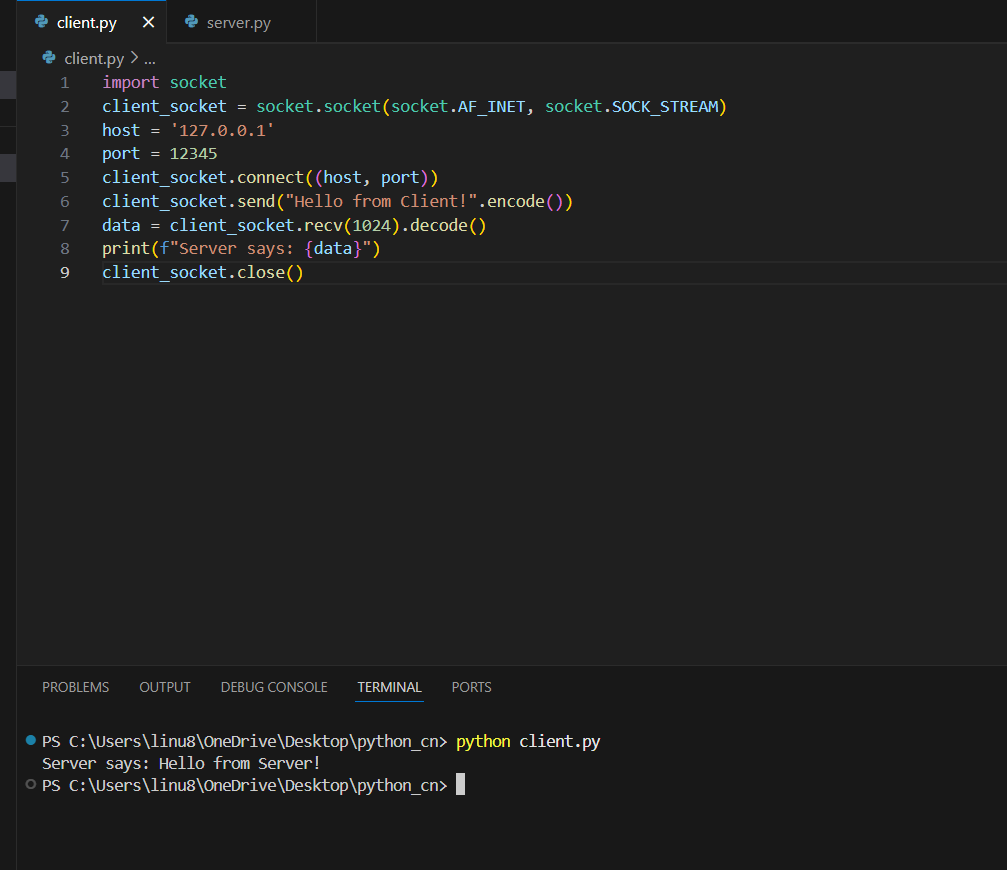 client.py
server.py
client.py > ...
1 import socket
2 client_socket = socket.socket(socket.AF_INET, socket.SOCK_STREAM)
3 host = '127.0.0.1'
4 port = 12345
5 client_socket.connect((host, port))
6 client_socket.send("Hello from Client!".encode())
7 data = client_socket.recv(1024).decode()
8 print(f"Server says: {data}")
9 client_socket.close()
PROBLEMS OUTPUT DEBUG CONSOLE TERMINAL PORTS
PS C:\Users\linu8\OneDrive\Desktop\python_cn> python client.py
Server says: Hello from Server!
PS C:\Users\linu8\OneDrive\Desktop\python_cn>